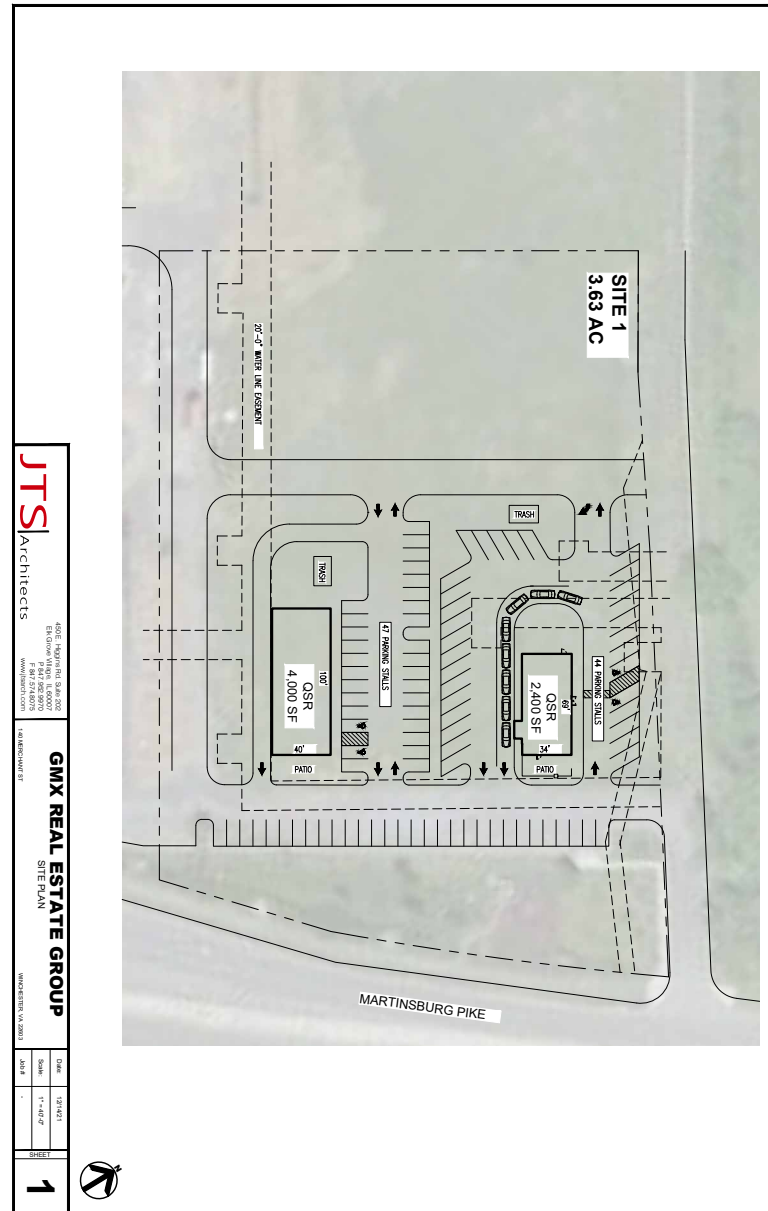 SITE 1
3.63 AC
20'-0" WATER LINE EASEMENT
TRASH
TRASH
47 PARKING STALLS
44 PARKING STALLS
100'
QSR
4,000 SF
40'
PATIO
69'
QSR
2,400 SF
34'
PATIO
MARTINSBURG PIKE
JTS
Architects
450 E. Higgins Rd. Suite 202
Elk Grove Village, IL 60007
P 847.952.9970
F 847.574.8075
www.jtsarch.com
GMX REAL ESTATE GROUP
SITE PLAN
140 MERCHANT ST
WINCHESTER, VA 22603
Date: 12/14/21
Scale: 1" = 40'-0"
Job #: -
SHEET
1
N